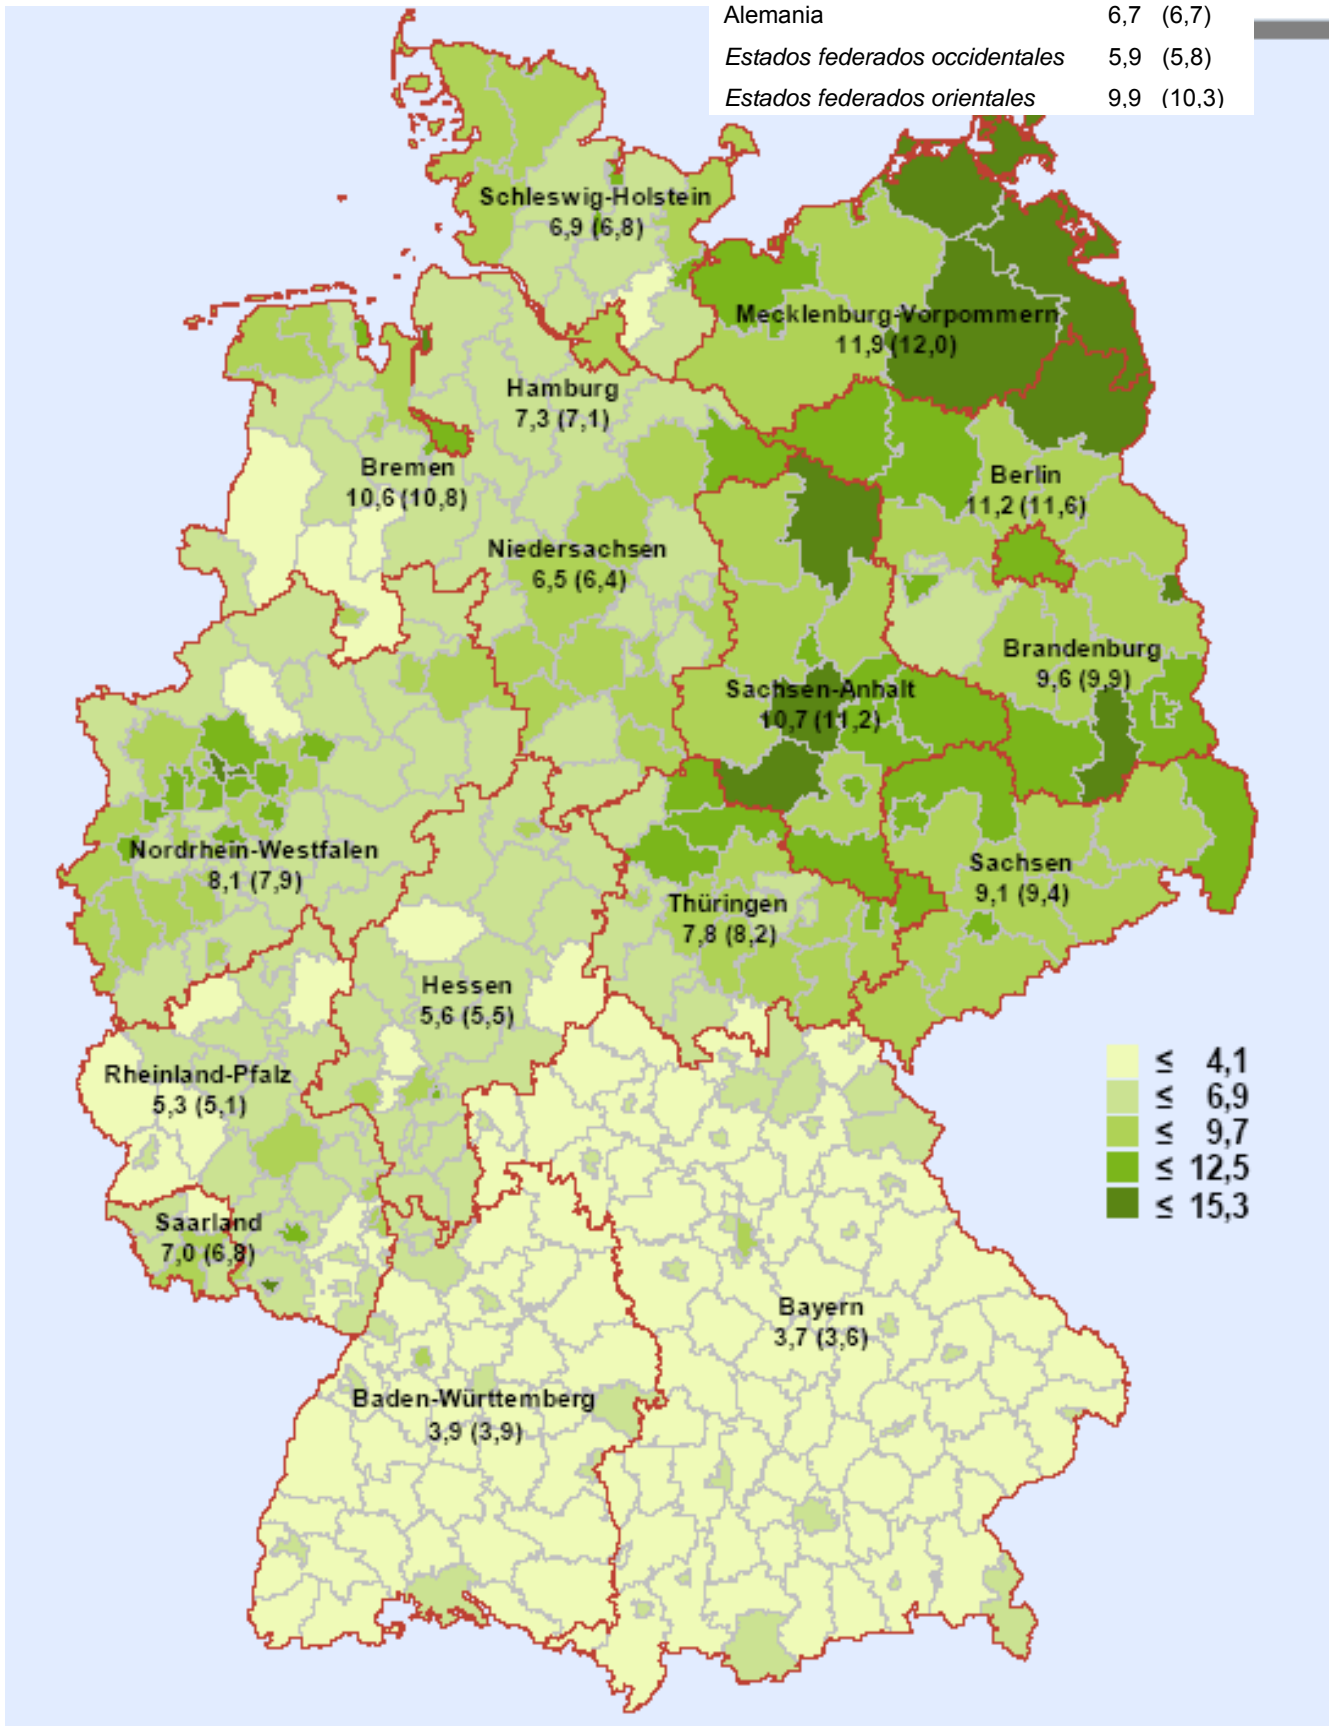 Alemania 6,7 (6,7)
Estados federados occidentales 5,9 (5,8)
Estados federados orientales 9,9 (10,3)
Schleswig-Holstein
6,9 (6,8)
Mecklenburg-Vorpommern
11,9 (12,0)
Hamburg
7,3 (7,1)
Bremen
10,6 (10,8)
Berlin
11,2 (11,6)
Niedersachsen
6,5 (6,4)
Brandenburg
9,6 (9,9)
Sachsen-Anhalt
10,7 (11,2)
Nordrhein-Westfalen
8,1 (7,9)
Sachsen
9,1 (9,4)
Thüringen
7,8 (8,2)
Hessen
5,6 (5,5)
Rheinland-Pfalz
5,3 (5,1)
≤ 4,1
≤ 6,9
≤ 9,7
≤ 12,5
≤ 15,3
Saarland
7,0 (6,8)
Bayern
3,7 (3,6)
Baden-Württemberg
3,9 (3,9)